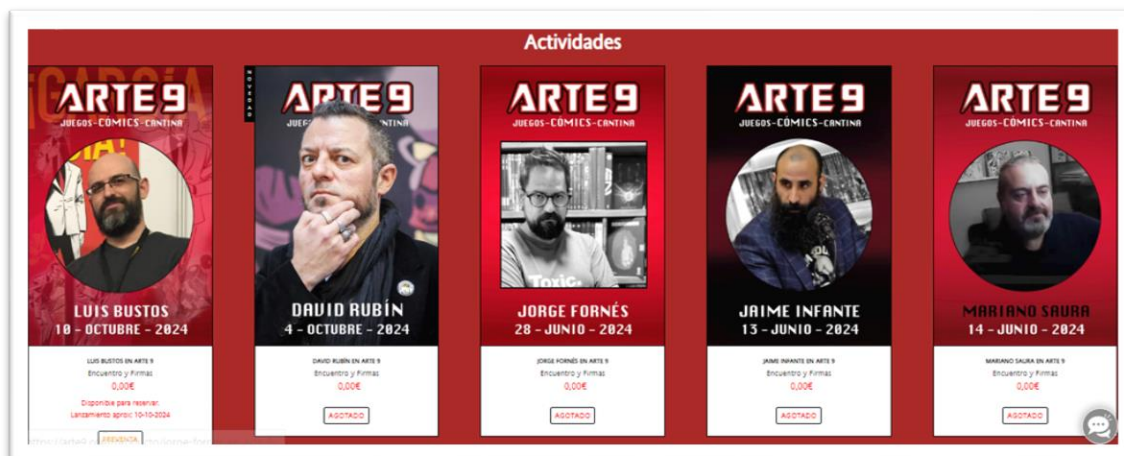 Actividades
¡GARCÍA
ARTE 9
JUEGOS-CÓMICS-CANTINA
LUIS BUSTOS
10 - OCTUBRE - 2024
LUIS BUSTOS EN ARTE 9
Encuentro y Firmas
0,00€
Disponible para reservar.
Lanzamiento aprox: 10-10-2024
PREVENTA
NOVEDAD
ARTE 9
DAVID RUBÍN
4 - OCTUBRE - 2024
DAVID RUBÍN EN ARTE 9
Encuentro y Firmas
0,00€
AGOTADO
ARTE 9
JUEGOS-CÓMICS-CANTINA
Toxic.
JORGE FORNÉS
28 - JUNIO - 2024
JORGE FORNÉS EN ARTE 9
Encuentro y Firmas
0,00€
AGOTADO
ARTE 9
JUEGOS-CÓMICS-CANTINA
JAIME INFANTE
13 - JUNIO - 2024
JAIME INFANTE EN ARTE 9
Encuentro y Firmas
0,00€
AGOTADO
ARTE 9
JUEGOS-CÓMICS-CANTINA
MARIANO SAURA
14 - JUNIO - 2024
MARIANO SAURA EN ARTE 9
Encuentro y Firmas
0,00€
AGOTADO